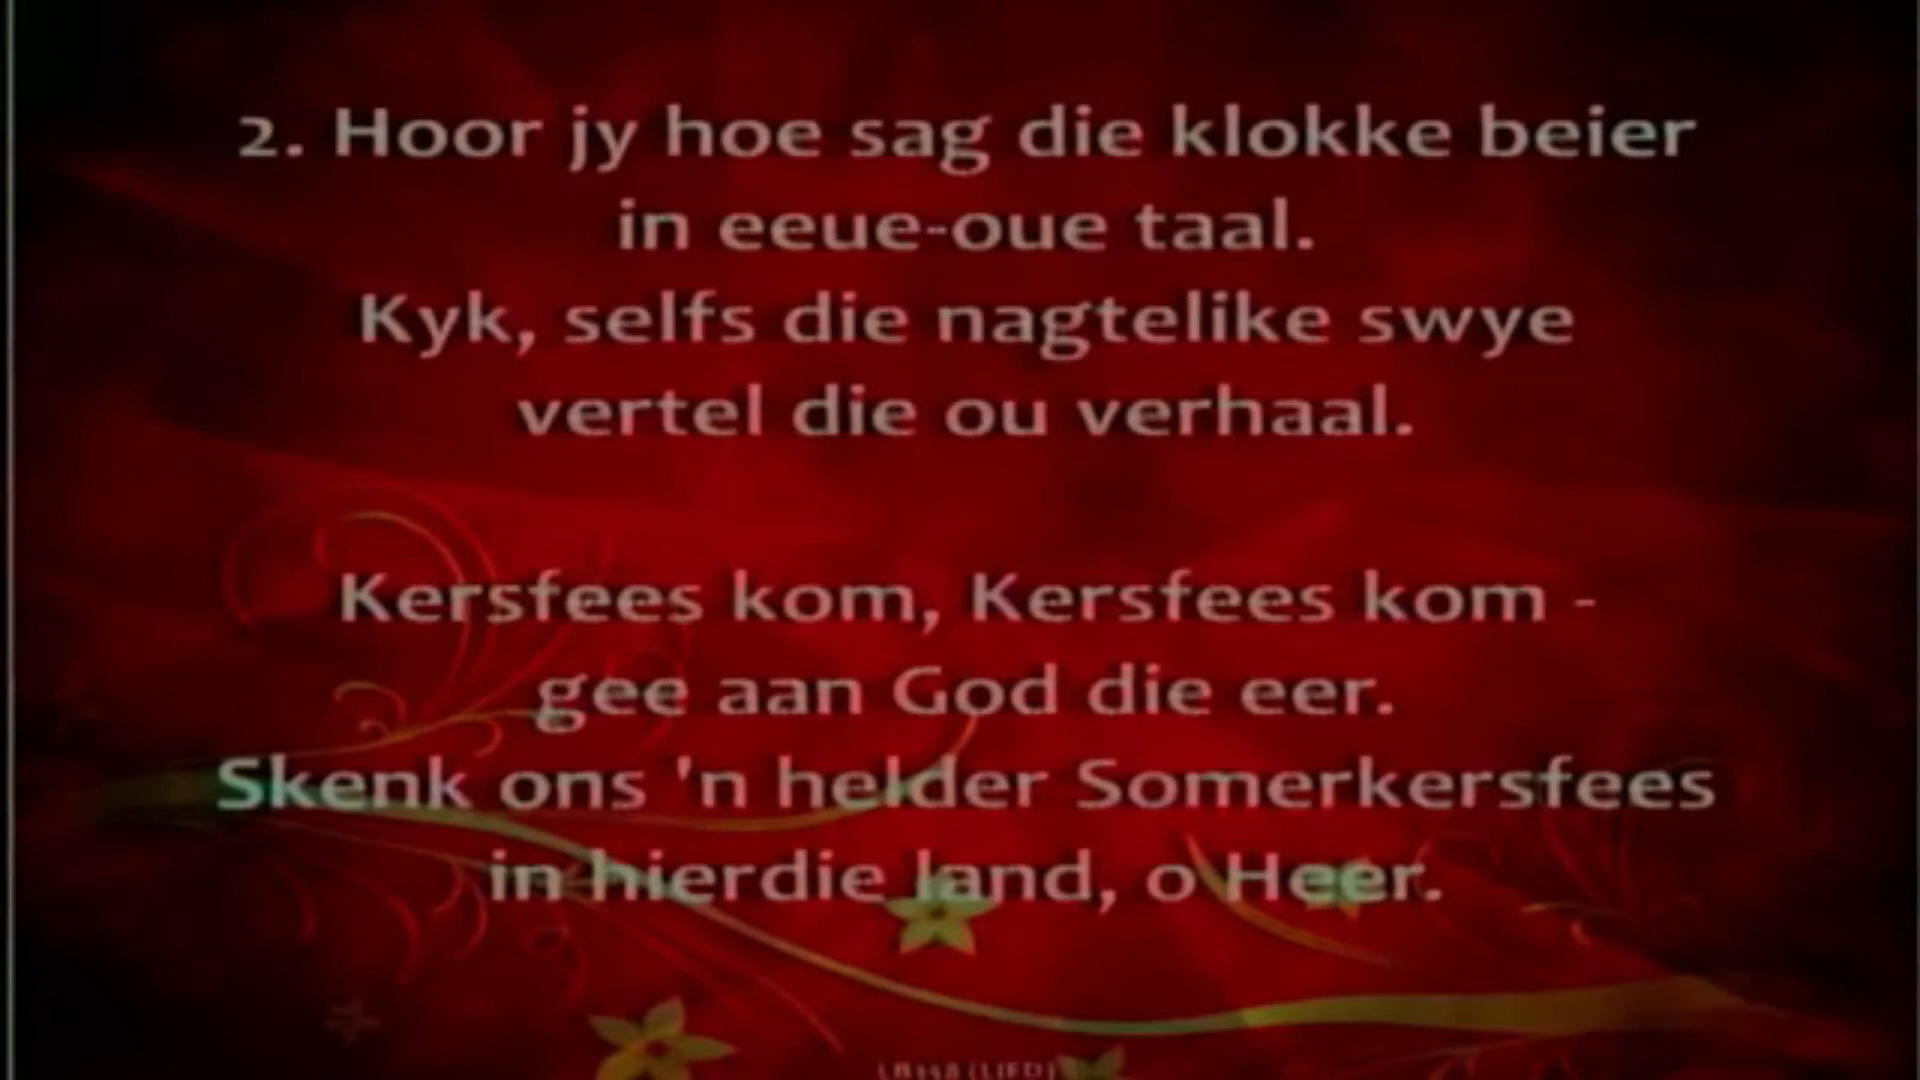 2. Hoor jy hoe sag die klokke beier
in eeue-oue taal.
Kyk, selfs die nagtelike swye
vertel die ou verhaal.
Kersfees kom, Kersfees kom -
gee aan God die eer.
Skenk ons 'n helder Somerkersfees
in hierdie land, o Heer.